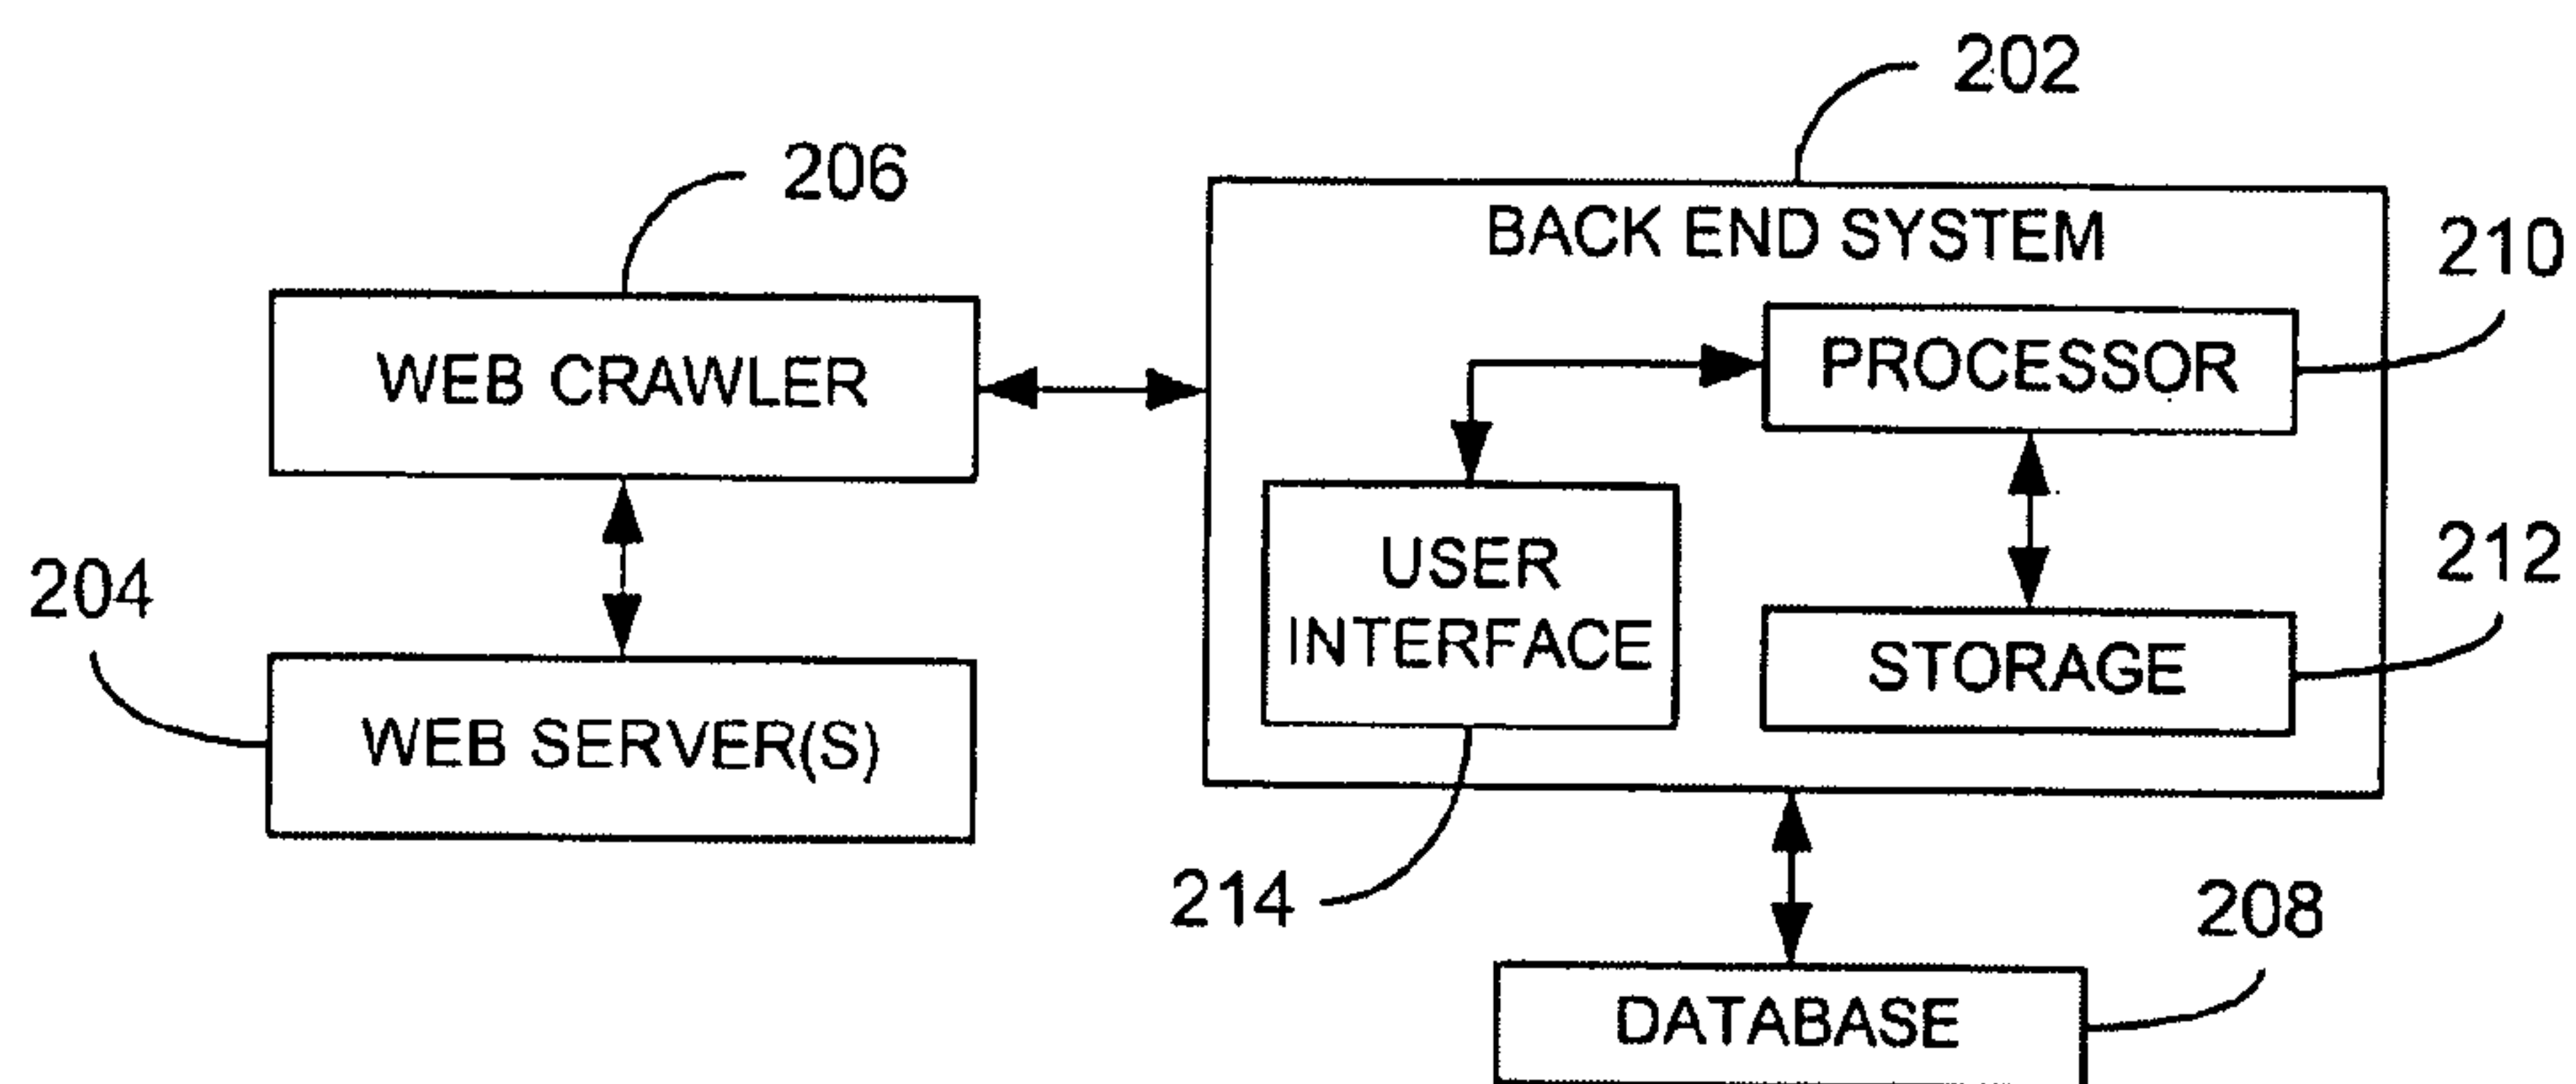 202
206
BACK END SYSTEM
210
WEB CRAWLER
PROCESSOR
USER
INTERFACE
212
204
STORAGE
WEB SERVER(S)
214
208
DATABASE